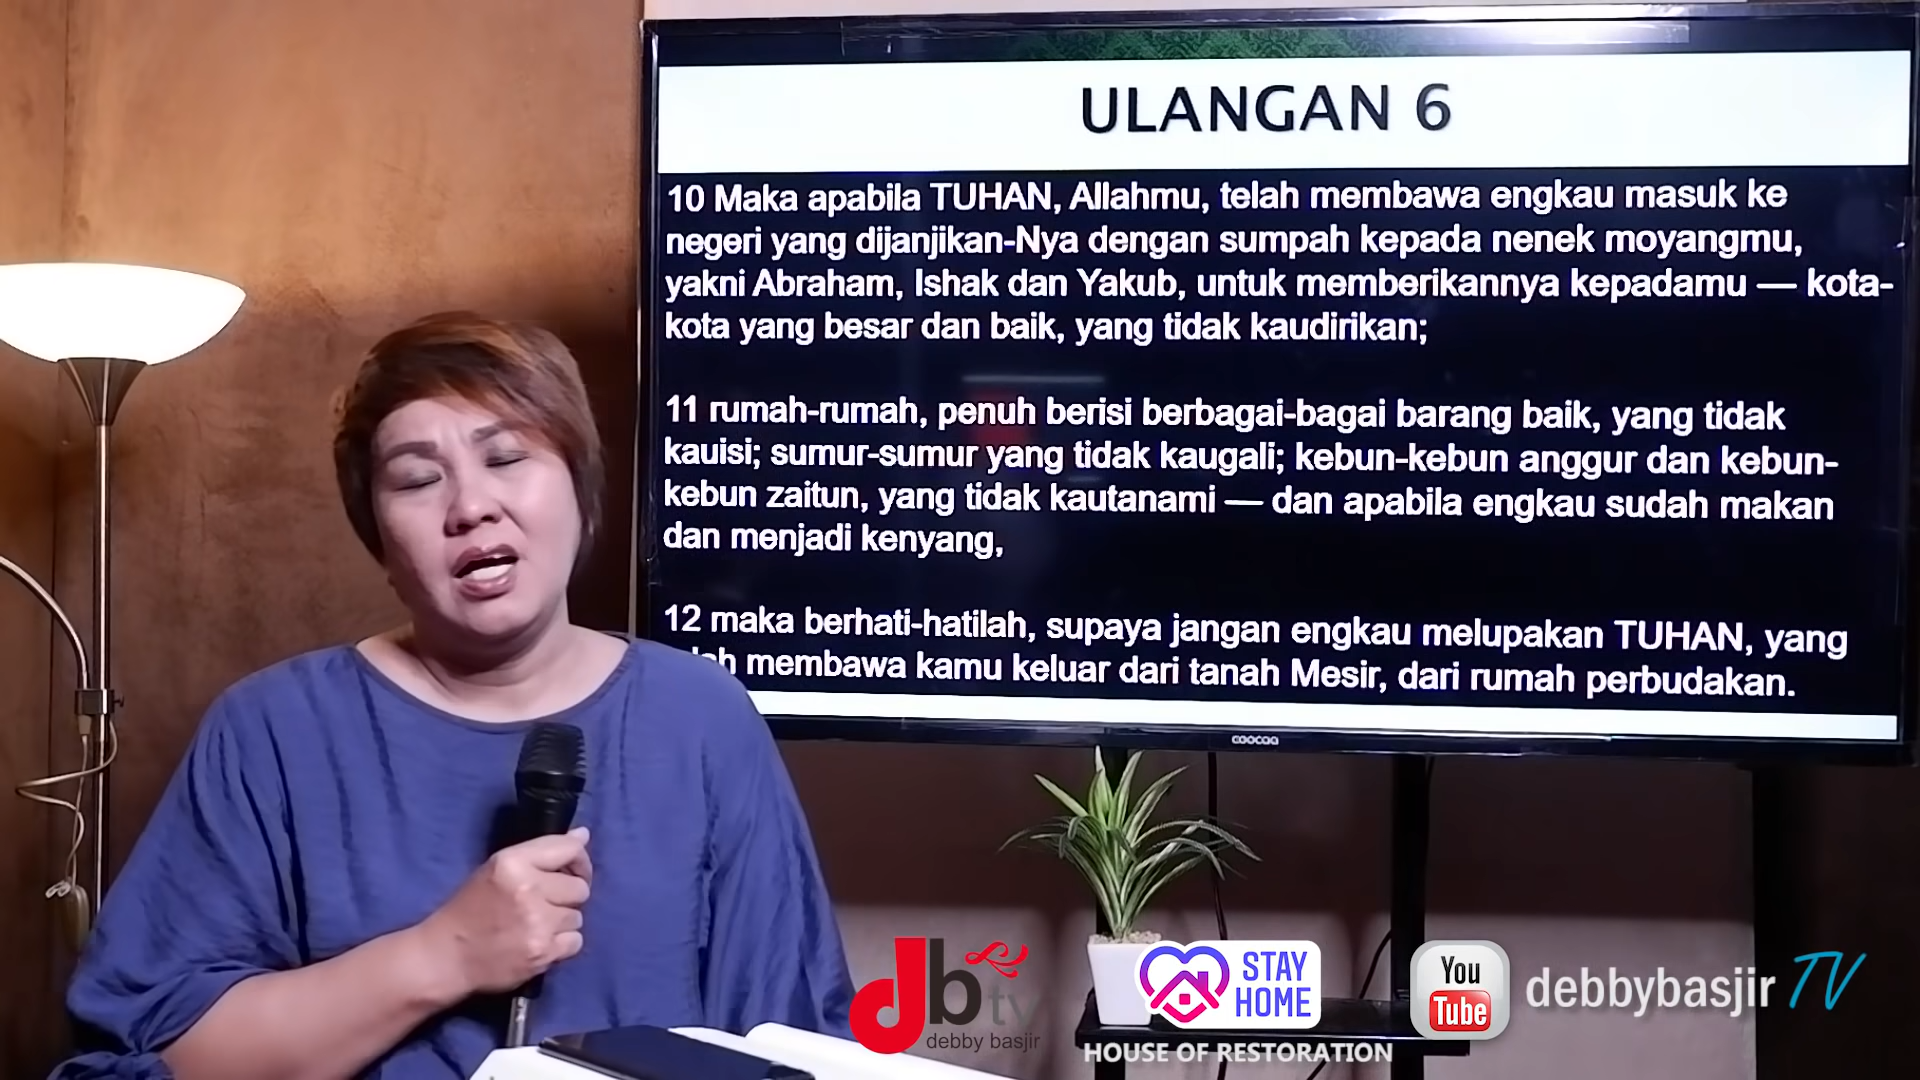 ULANGAN 6
10 Maka apabila TUHAN, Allahmu, telah membawa engkau masuk ke
negeri yang dijanjikan-Nya dengan sumpah kepada nenek moyangmu,
yakni Abraham, Ishak dan Yakub, untuk memberikannya kepadamu — kota-
kota yang besar dan baik, yang tidak kaudirikan;
11 rumah-rumah, penuh berisi berbagai-bagai barang baik, yang tidak
kauisi; sumur-sumur yang tidak kaugali; kebun-kebun anggur dan kebun-
kebun zaitun, yang tidak kautanami — dan apabila engkau sudah makan
dan menjadi kenyang,
12 maka berhati-hatilah, supaya jangan engkau melupakan TUHAN, yang
membawa kamu keluar dari tanah Mesir, dari rumah perbudakan.
coocaa
db tv
debby basjir
STAY
HOME
HOUSE OF RESTORATION
You
Tube
debbybasjir TV